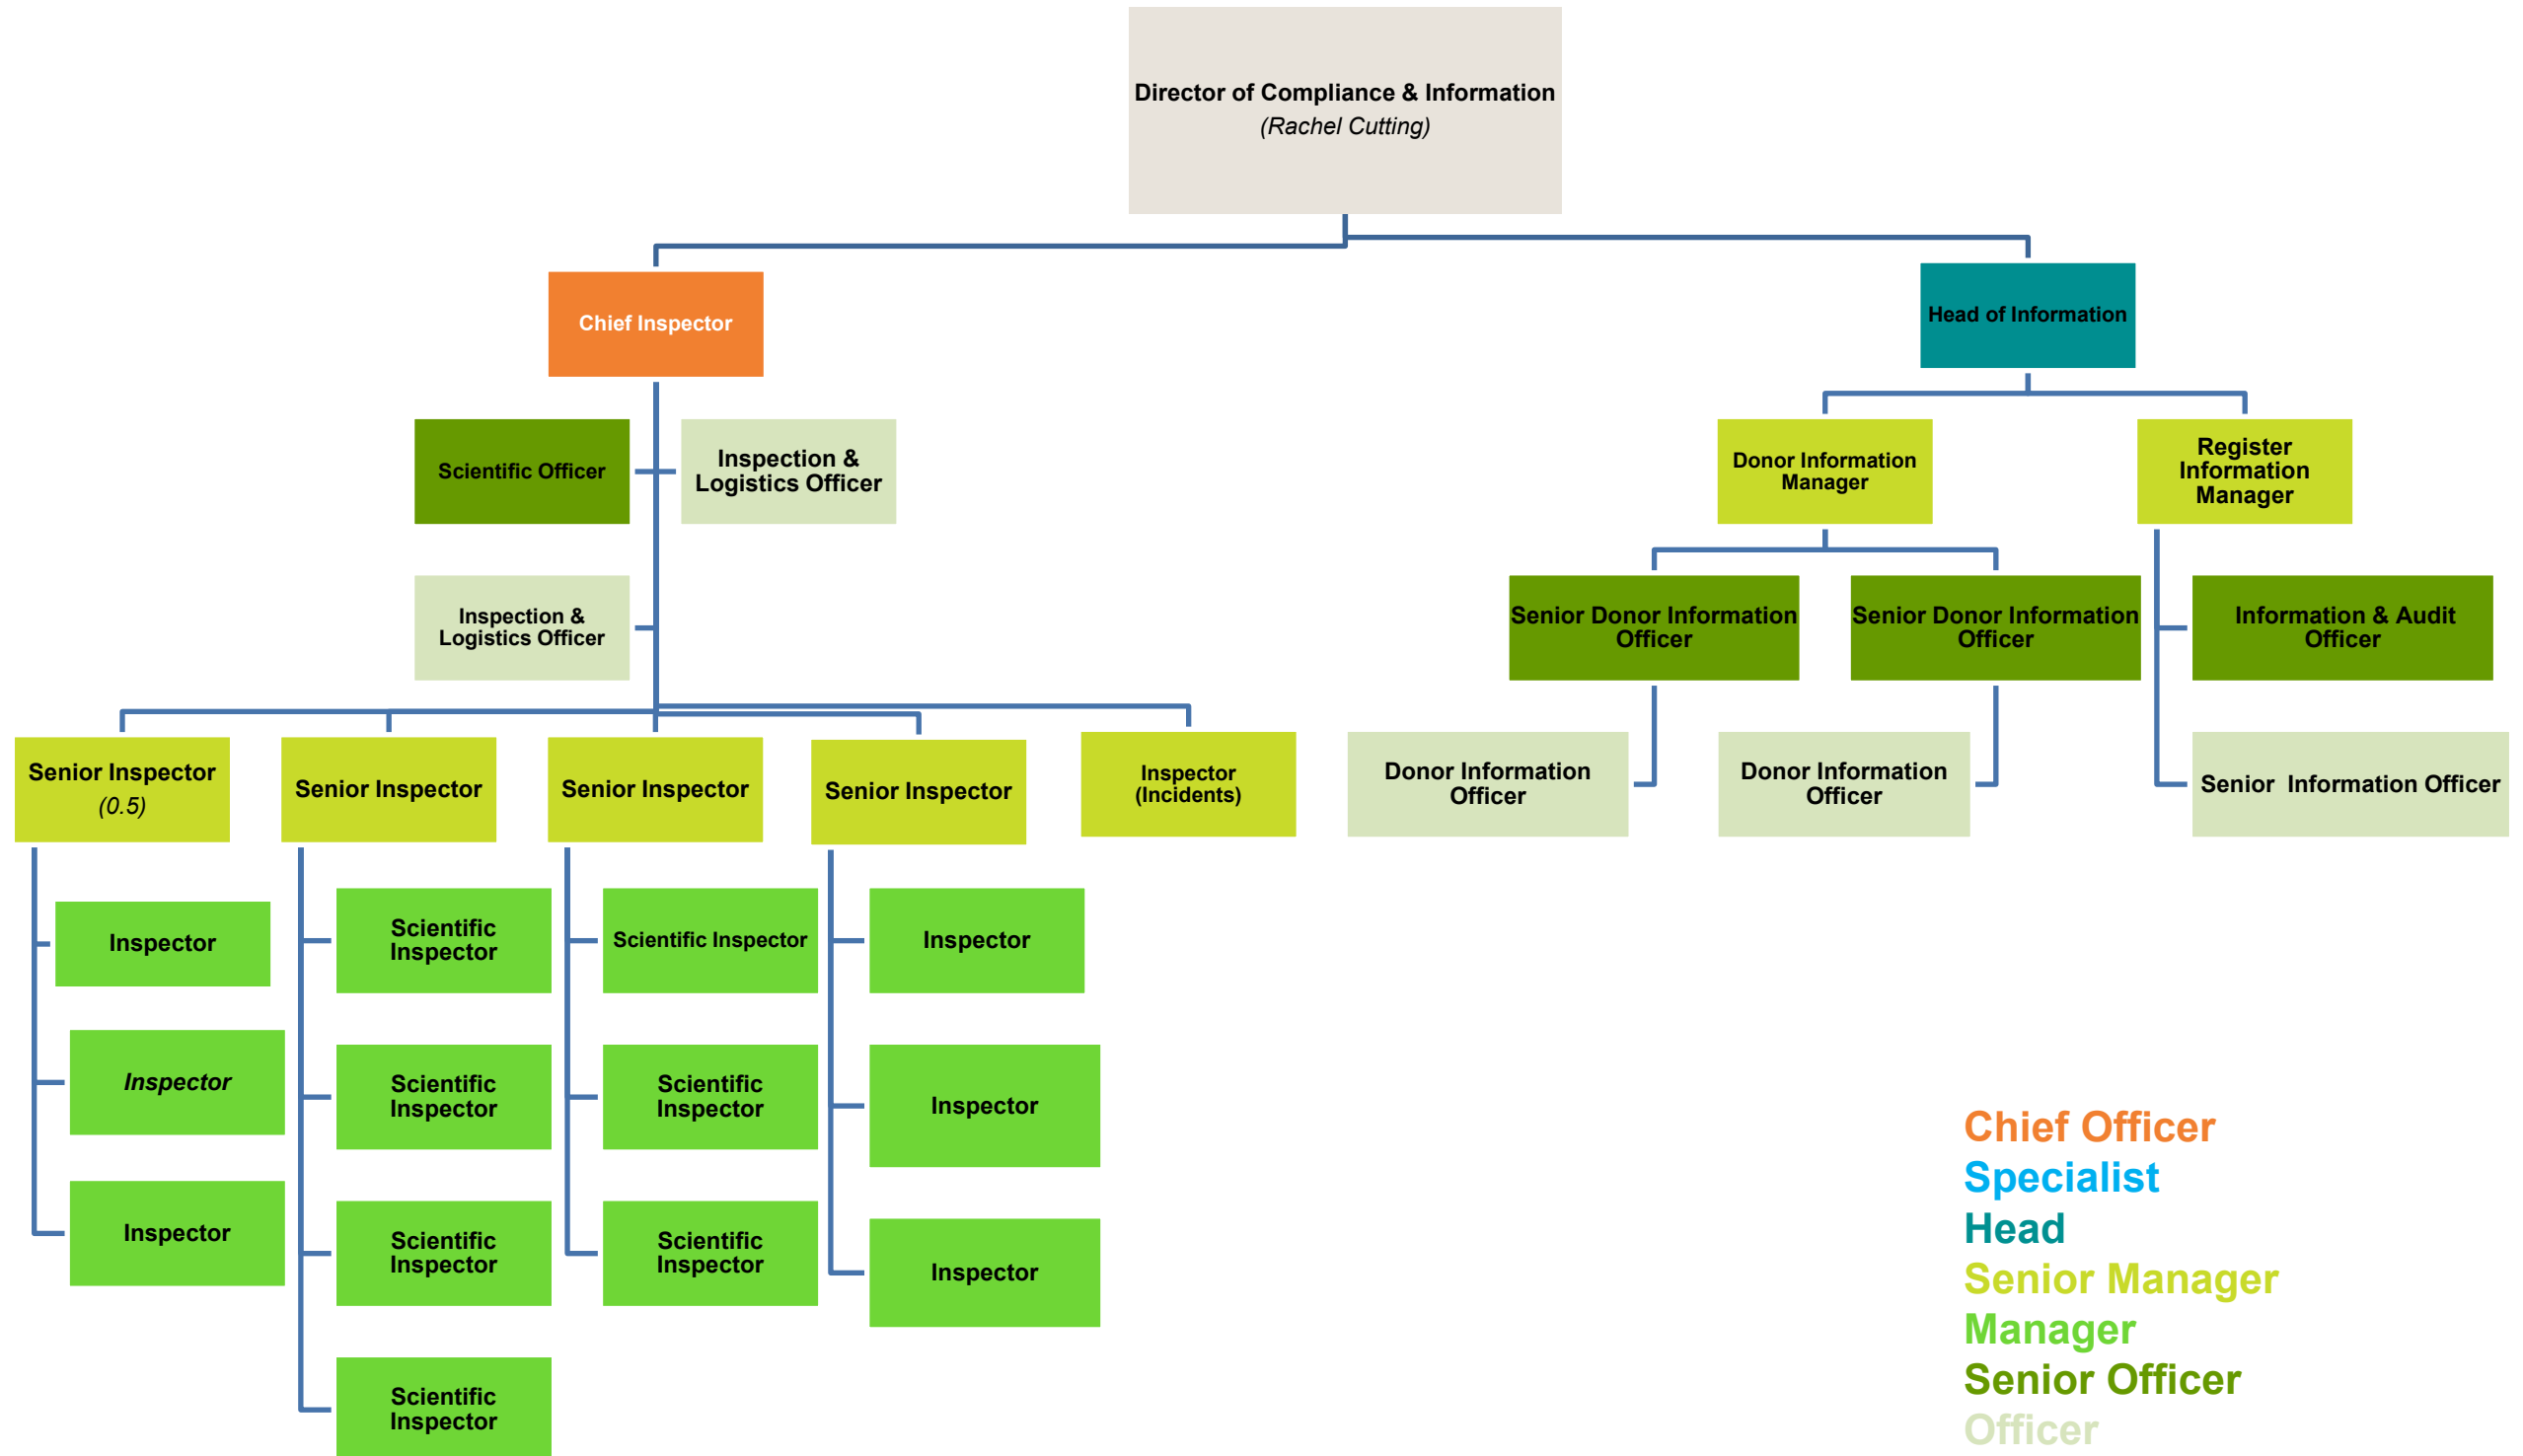 Director of Compliance & Information
(Rachel Cutting)
Chief Inspector
Head of Information
Scientific Officer
Inspection &
Logistics Officer
Donor Information
Manager
Register
Information
Manager
Inspection &
Logistics Officer
Senior Donor Information
Officer
Senior Donor Information
Officer
Information & Audit
Officer
Senior Inspector
(0.5)
Senior Inspector
Senior Inspector
Senior Inspector
Inspector
(Incidents)
Donor Information
Officer
Donor Information
Officer
Senior  Information Officer
Inspector
Scientific
Inspector
Scientific Inspector
Inspector
Inspector
Scientific
Inspector
Scientific
Inspector
Inspector
Inspector
Scientific
Inspector
Scientific
Inspector
Inspector
Scientific
Inspector
Chief Officer
Specialist
Head
Senior Manager
Manager
Senior Officer
Officer